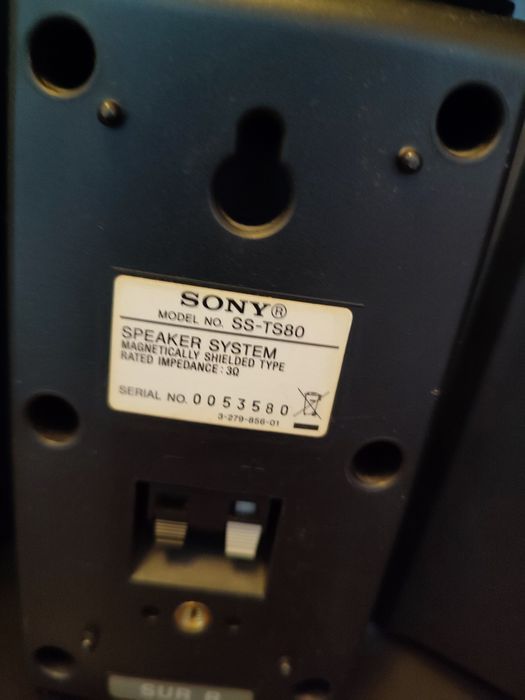 SONY®
MODEL NO. SS-TS80
SPEAKER SYSTEM
MAGNETICALLY SHIELDED TYPE
RATED IMPEDANCE : 3Ω
SERIAL NO. 0053580
3-279-856-01
SUR R